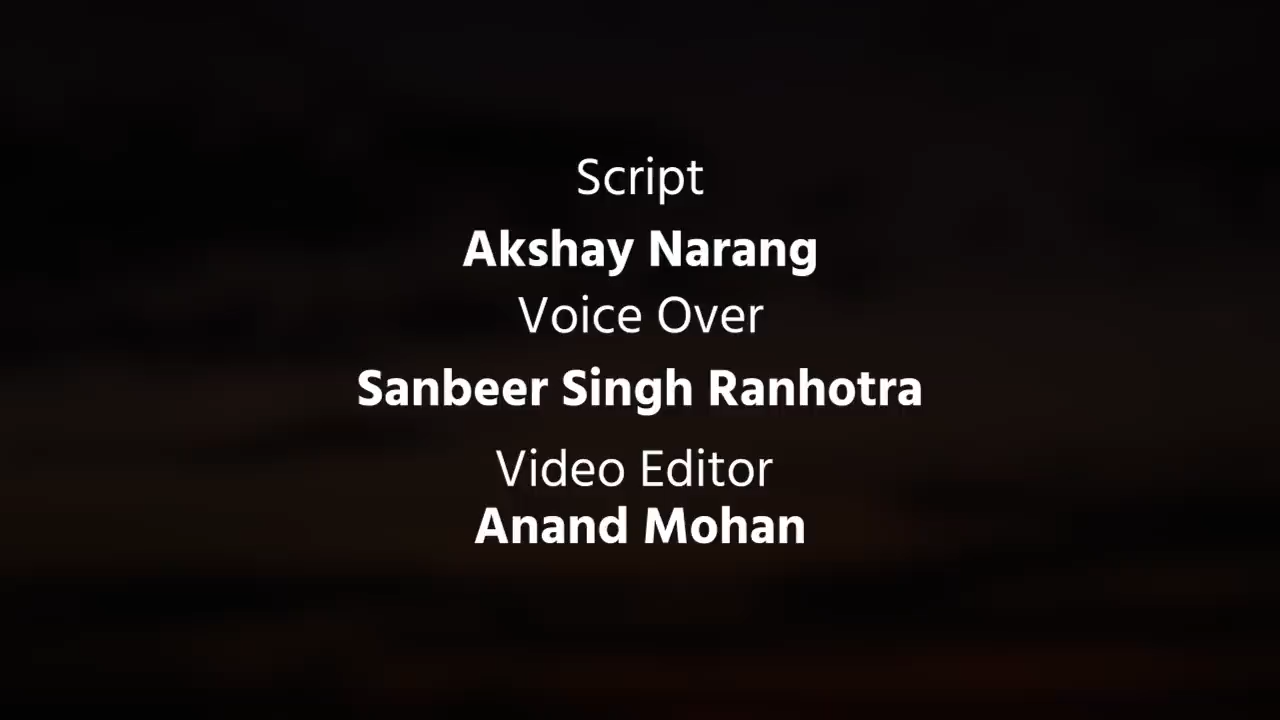 Script
Akshay Narang
Voice Over
Sanbeer Singh Ranhotra
Video Editor
Anand Mohan